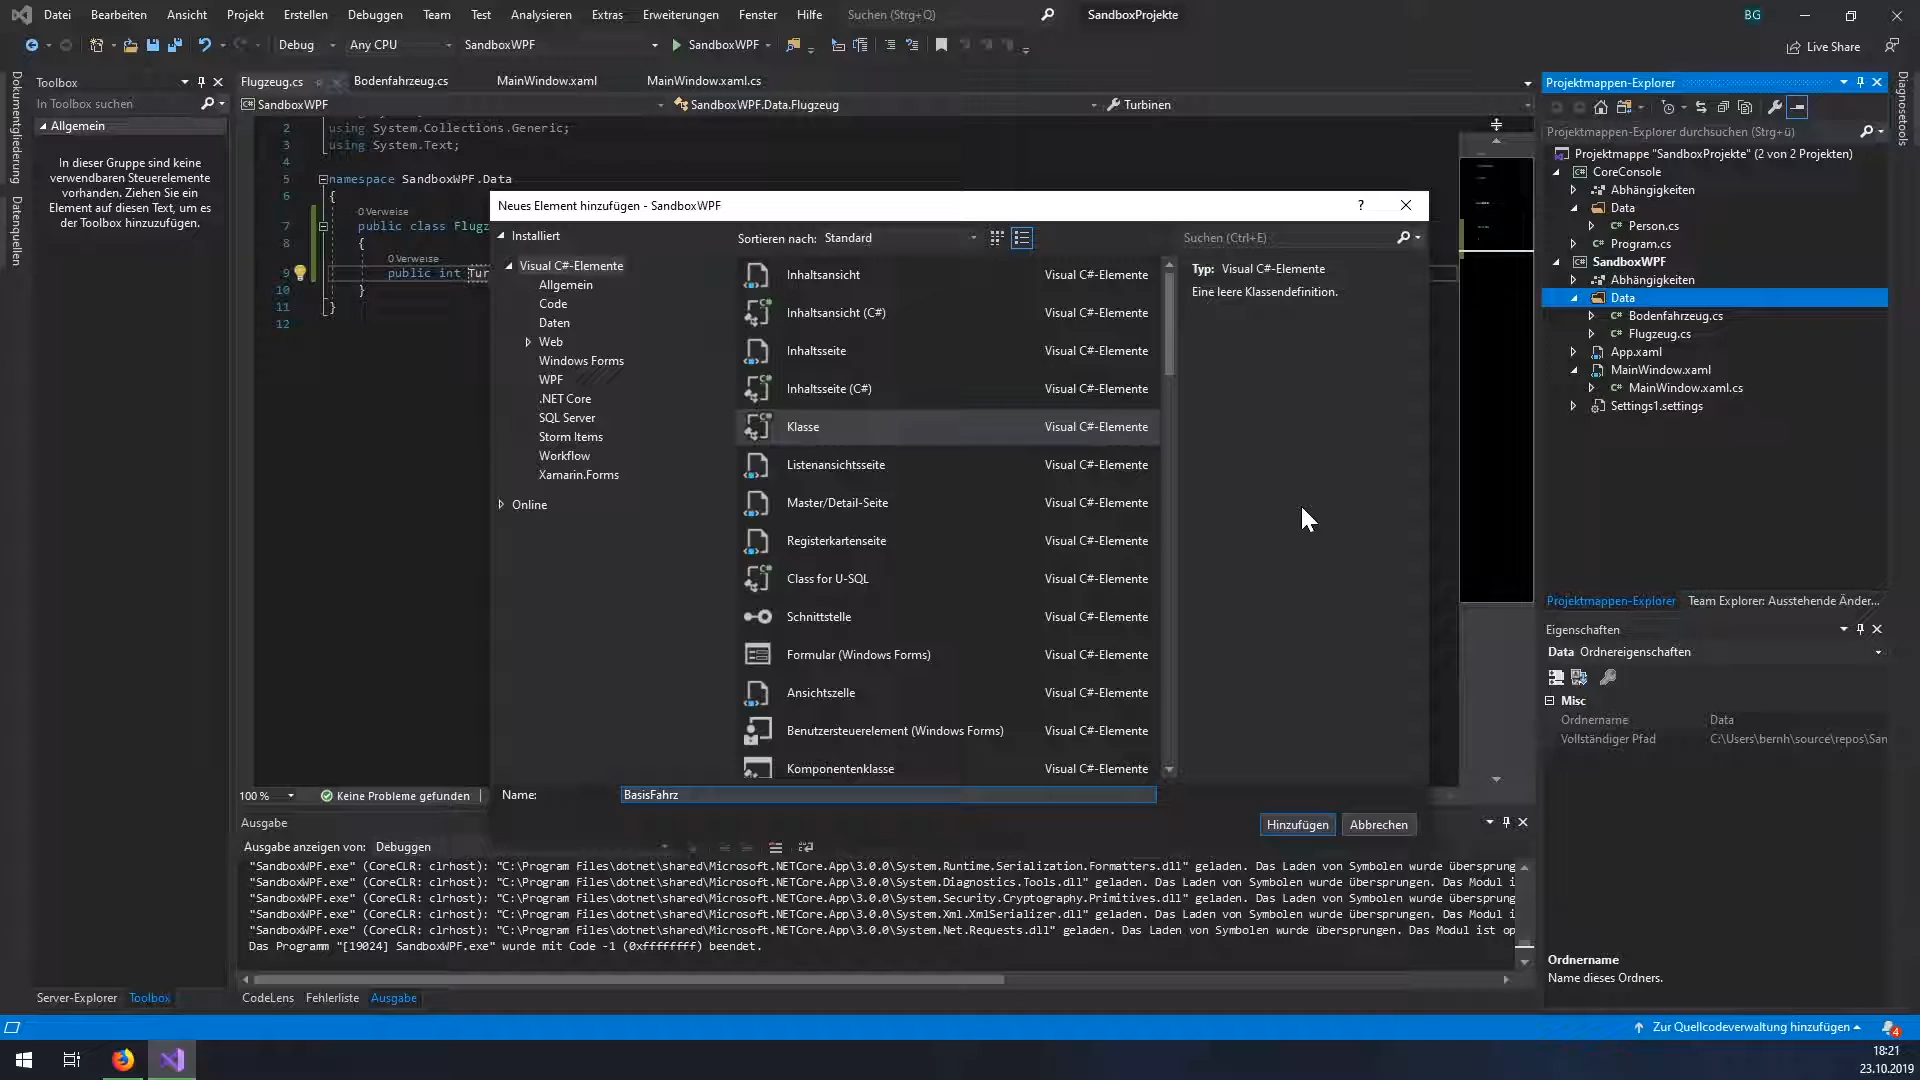 Datei Bearbeiten Ansicht Projekt Erstellen Debuggen Team Test Analysieren Extras Erweiterungen Fenster Hilfe Suchen (Strg+Q) SandboxProjekte BG
Debug Any CPU SandboxWPF SandboxWPF Live Share
Dokumentgliederung Datenquellen
Toolbox
In Toolbox suchen
Allgemein
In dieser Gruppe sind keine
verwendbaren Steuerelemente
vorhanden. Ziehen Sie ein
Element auf diesen Text, um es
der Toolbox hinzuzufügen.
Server-Explorer Toolbox
Flugzeug.cs Bodenfahrzeug.cs MainWindow.xaml MainWindow.xaml.cs
SandboxWPF SandboxWPF.Data.Flugzeug Turbinen
2 using System.Collections.Generic;
3 using System.Text;
4
5 namespace SandboxWPF.Data
6 {
0 Verweise
7 public class Flugz
8 {
0 Verweise
9 public int Tur
10 }
11 }
12
100 % Keine Probleme gefunden
Neues Element hinzufügen - SandboxWPF ?
Installiert
Visual C#-Elemente
Allgemein
Code
Daten
Web
Windows Forms
WPF
.NET Core
SQL Server
Storm Items
Workflow
Xamarin.Forms
Online
Sortieren nach: Standard
Suchen (Ctrl+E)
Inhaltsansicht Visual C#-Elemente
Inhaltsansicht (C#) Visual C#-Elemente
Inhaltsseite Visual C#-Elemente
Inhaltsseite (C#) Visual C#-Elemente
Klasse Visual C#-Elemente
Listenansichtsseite Visual C#-Elemente
Master/Detail-Seite Visual C#-Elemente
Registerkartenseite Visual C#-Elemente
Class for U-SQL Visual C#-Elemente
Schnittstelle Visual C#-Elemente
Formular (Windows Forms) Visual C#-Elemente
Ansichtszelle Visual C#-Elemente
Benutzersteuerelement (Windows Forms) Visual C#-Elemente
Komponentenklasse Visual C#-Elemente
Typ: Visual C#-Elemente
Eine leere Klassendefinition.
Name: BasisFahrz
Hinzufügen Abbrechen
Ausgabe
Ausgabe anzeigen von: Debuggen
"SandboxWPF.exe" (CoreCLR: clrhost): "C:\Program Files\dotnet\shared\Microsoft.NETCore.App\3.0.0\System.Runtime.Serialization.Formatters.dll" geladen. Das Laden von Symbolen wurde übersprung
"SandboxWPF.exe" (CoreCLR: clrhost): "C:\Program Files\dotnet\shared\Microsoft.NETCore.App\3.0.0\System.Diagnostics.Tools.dll" geladen. Das Laden von Symbolen wurde übersprungen. Das Modul i
"SandboxWPF.exe" (CoreCLR: clrhost): "C:\Program Files\dotnet\shared\Microsoft.NETCore.App\3.0.0\System.Security.Cryptography.Primitives.dll" geladen. Das Laden von Symbolen wurde übersprung
"SandboxWPF.exe" (CoreCLR: clrhost): "C:\Program Files\dotnet\shared\Microsoft.NETCore.App\3.0.0\System.Xml.XmlSerializer.dll" geladen. Das Laden von Symbolen wurde übersprungen. Das Modul i
"SandboxWPF.exe" (CoreCLR: clrhost): "C:\Program Files\dotnet\shared\Microsoft.NETCore.App\3.0.0\System.Net.Requests.dll" geladen. Das Laden von Symbolen wurde übersprungen. Das Modul ist op
Das Programm "[19024] SandboxWPF.exe" wurde mit Code -1 (0xffffffff) beendet.
CodeLens Fehlerliste Ausgabe
Projektmappen-Explorer
Projektmappen-Explorer durchsuchen (Strg+ü)
Projektmappe "SandboxProjekte" (2 von 2 Projekten)
CoreConsole
Abhängigkeiten
Data
Person.cs
Program.cs
SandboxWPF
Abhängigkeiten
Data
Bodenfahrzeug.cs
Flugzeug.cs
App.xaml
MainWindow.xaml
MainWindow.xaml.cs
Settings1.settings
Projektmappen-Explorer Team Explorer: Ausstehende Änder...
Eigenschaften
Data Ordnereigenschaften
Misc
Ordnername Data
Vollständiger Pfad C:\Users\bernh\source\repos\San
Ordnername
Name dieses Ordners.
Diagnosetools
Zur Quellcodeverwaltung hinzufügen 4
18:21
23.10.2019